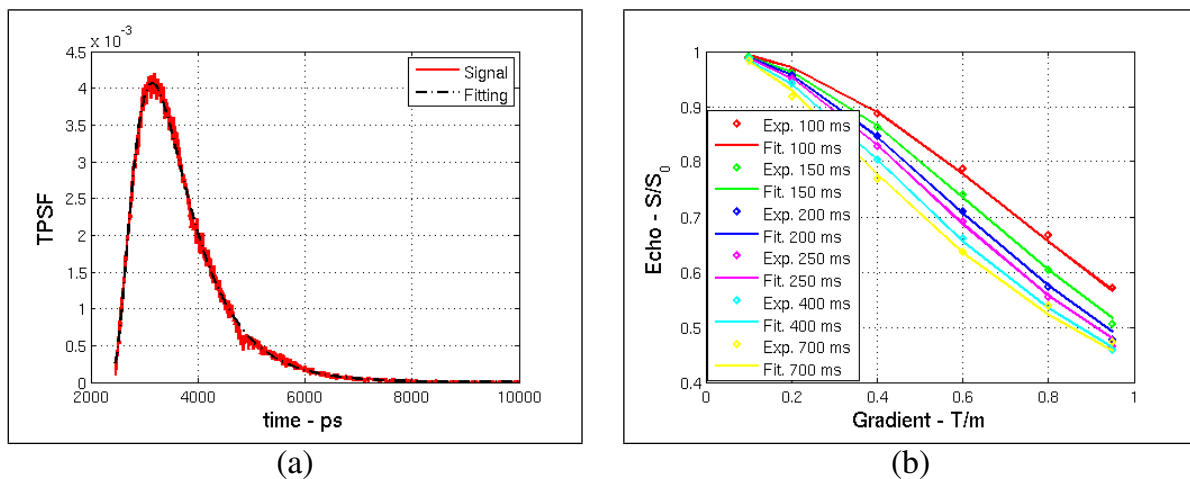 x 10⁻³
4.5
4
3.5
3
2.5
2
1.5
1
0.5
0
TPSF
Signal
Fitting
2000 4000 6000 8000 10000
time - ps
(a)
1
0.9
0.8
0.7
0.6
0.5
0.4
Echo - S/S₀
Exp. 100 ms
Fit. 100 ms
Exp. 150 ms
Fit. 150 ms
Exp. 200 ms
Fit. 200 ms
Exp. 250 ms
Fit. 250 ms
Exp. 400 ms
Fit. 400 ms
Exp. 700 ms
Fit. 700 ms
0 0.2 0.4 0.6 0.8 1
Gradient - T/m
(b)